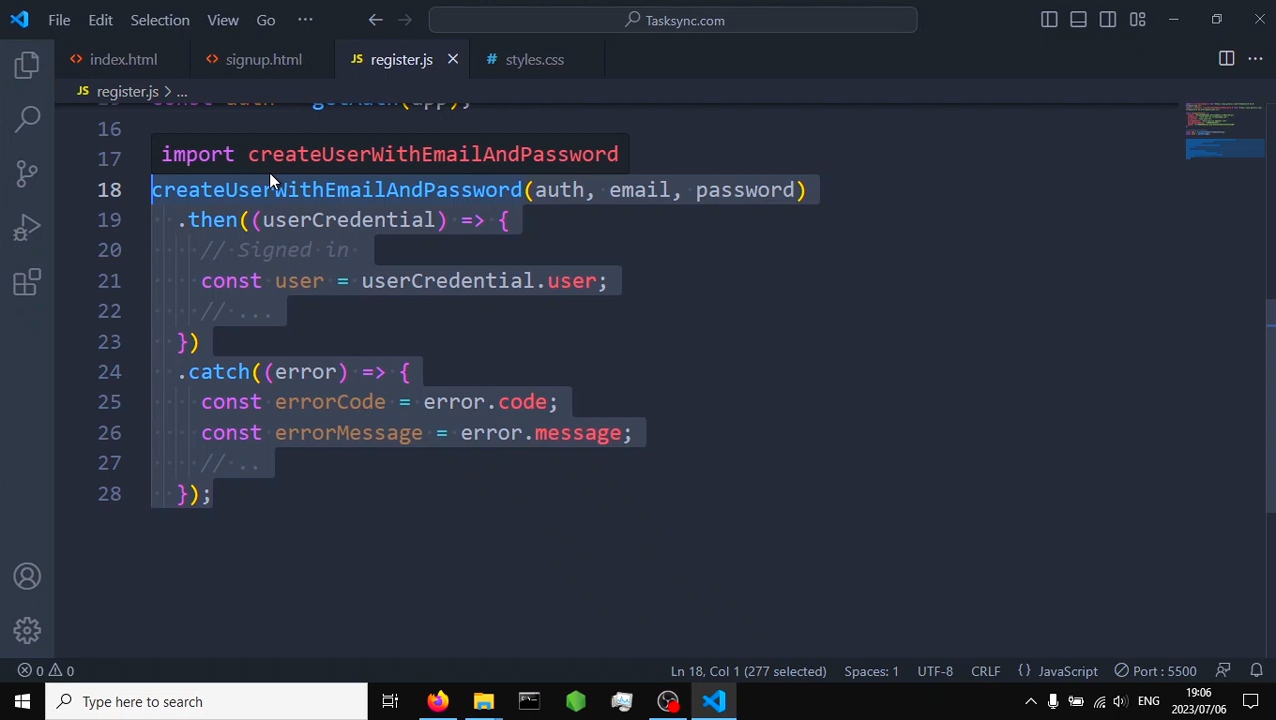 File Edit Selection View Go ··· Tasksync.com
index.html signup.html JS register.js # styles.css
JS register.js > ...
16
17
import createUserWithEmailAndPassword
18 createUserWithEmailAndPassword(auth, email, password)
19 .then((userCredential) => {
20 // Signed in
21 const user = userCredential.user;
22 // ...
23 })
24 .catch((error) => {
25 const errorCode = error.code;
26 const errorMessage = error.message;
27 // ..
28 });
0 0 Ln 18, Col 1 (277 selected) Spaces: 1 UTF-8 CRLF {} JavaScript Port : 5500
Type here to search ENG 19:06
2023/07/06